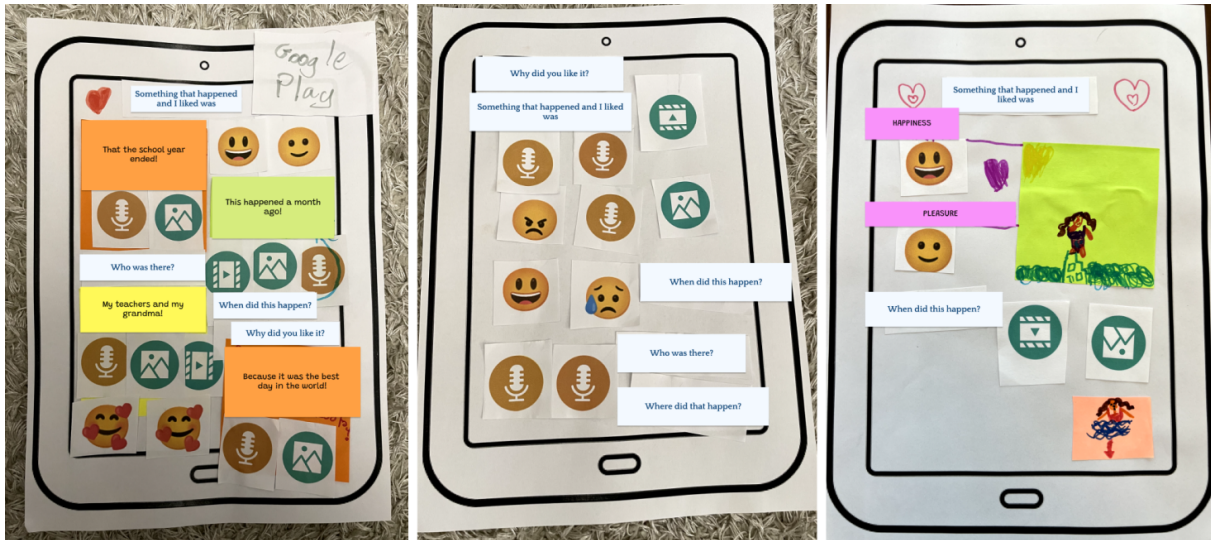 Google
Play
Something that happened
and I liked was
That the school year
ended!
This happened a month
ago!
Who was there?
My teachers and my
grandma!
When did this happen?
Why did you like it?
Because it was the best
day in the world!
Why did you like it?
Something that happened and I liked
was
When did this happen?
Who was there?
Where did that happen?
Something that happened and I
liked was
HAPPINESS
PLEASURE
When did this happen?